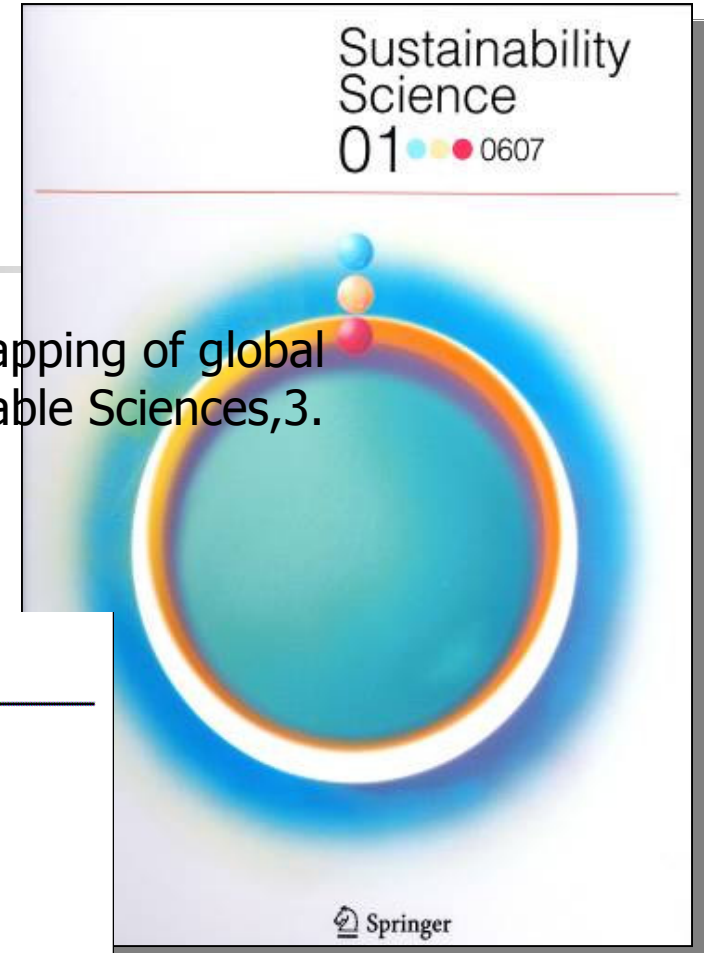 Sustainability
Science
01 0607
apping of global
able Sciences,3.
Springer